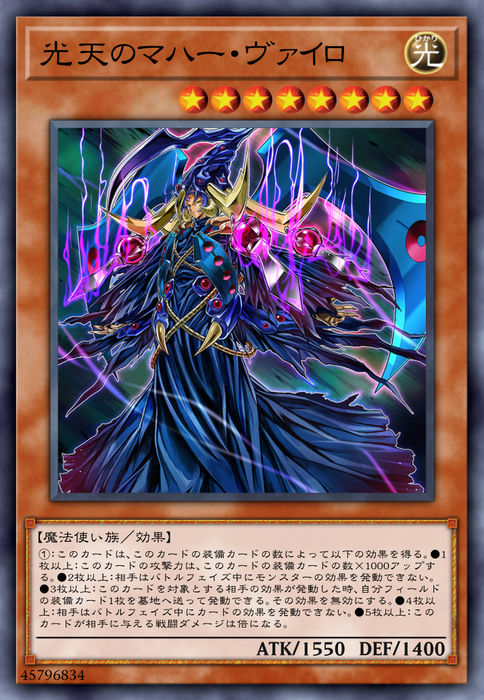 光天のマハー・ヴァイロ
ひかり
光
【魔法使い族／効果】
①:このカードは、このカードの装備カードの数によって以下の効果を得る。●1
枚以上:このカードの攻撃力は、このカードの装備カードの数×1000アップす
る。●2枚以上:相手はバトルフェイズ中にモンスターの効果を発動できない。
●3枚以上:このカードを対象とする相手の効果が発動した時、自分フィールド
の装備カード1枚を墓地へ送って発動できる。その効果を無効にする。●4枚以
上:相手はバトルフェイズ中にカードの効果を発動できない。●5枚以上:この
カードが相手に与える戦闘ダメージは倍になる。
ATK/1550 DEF/1400
45796834